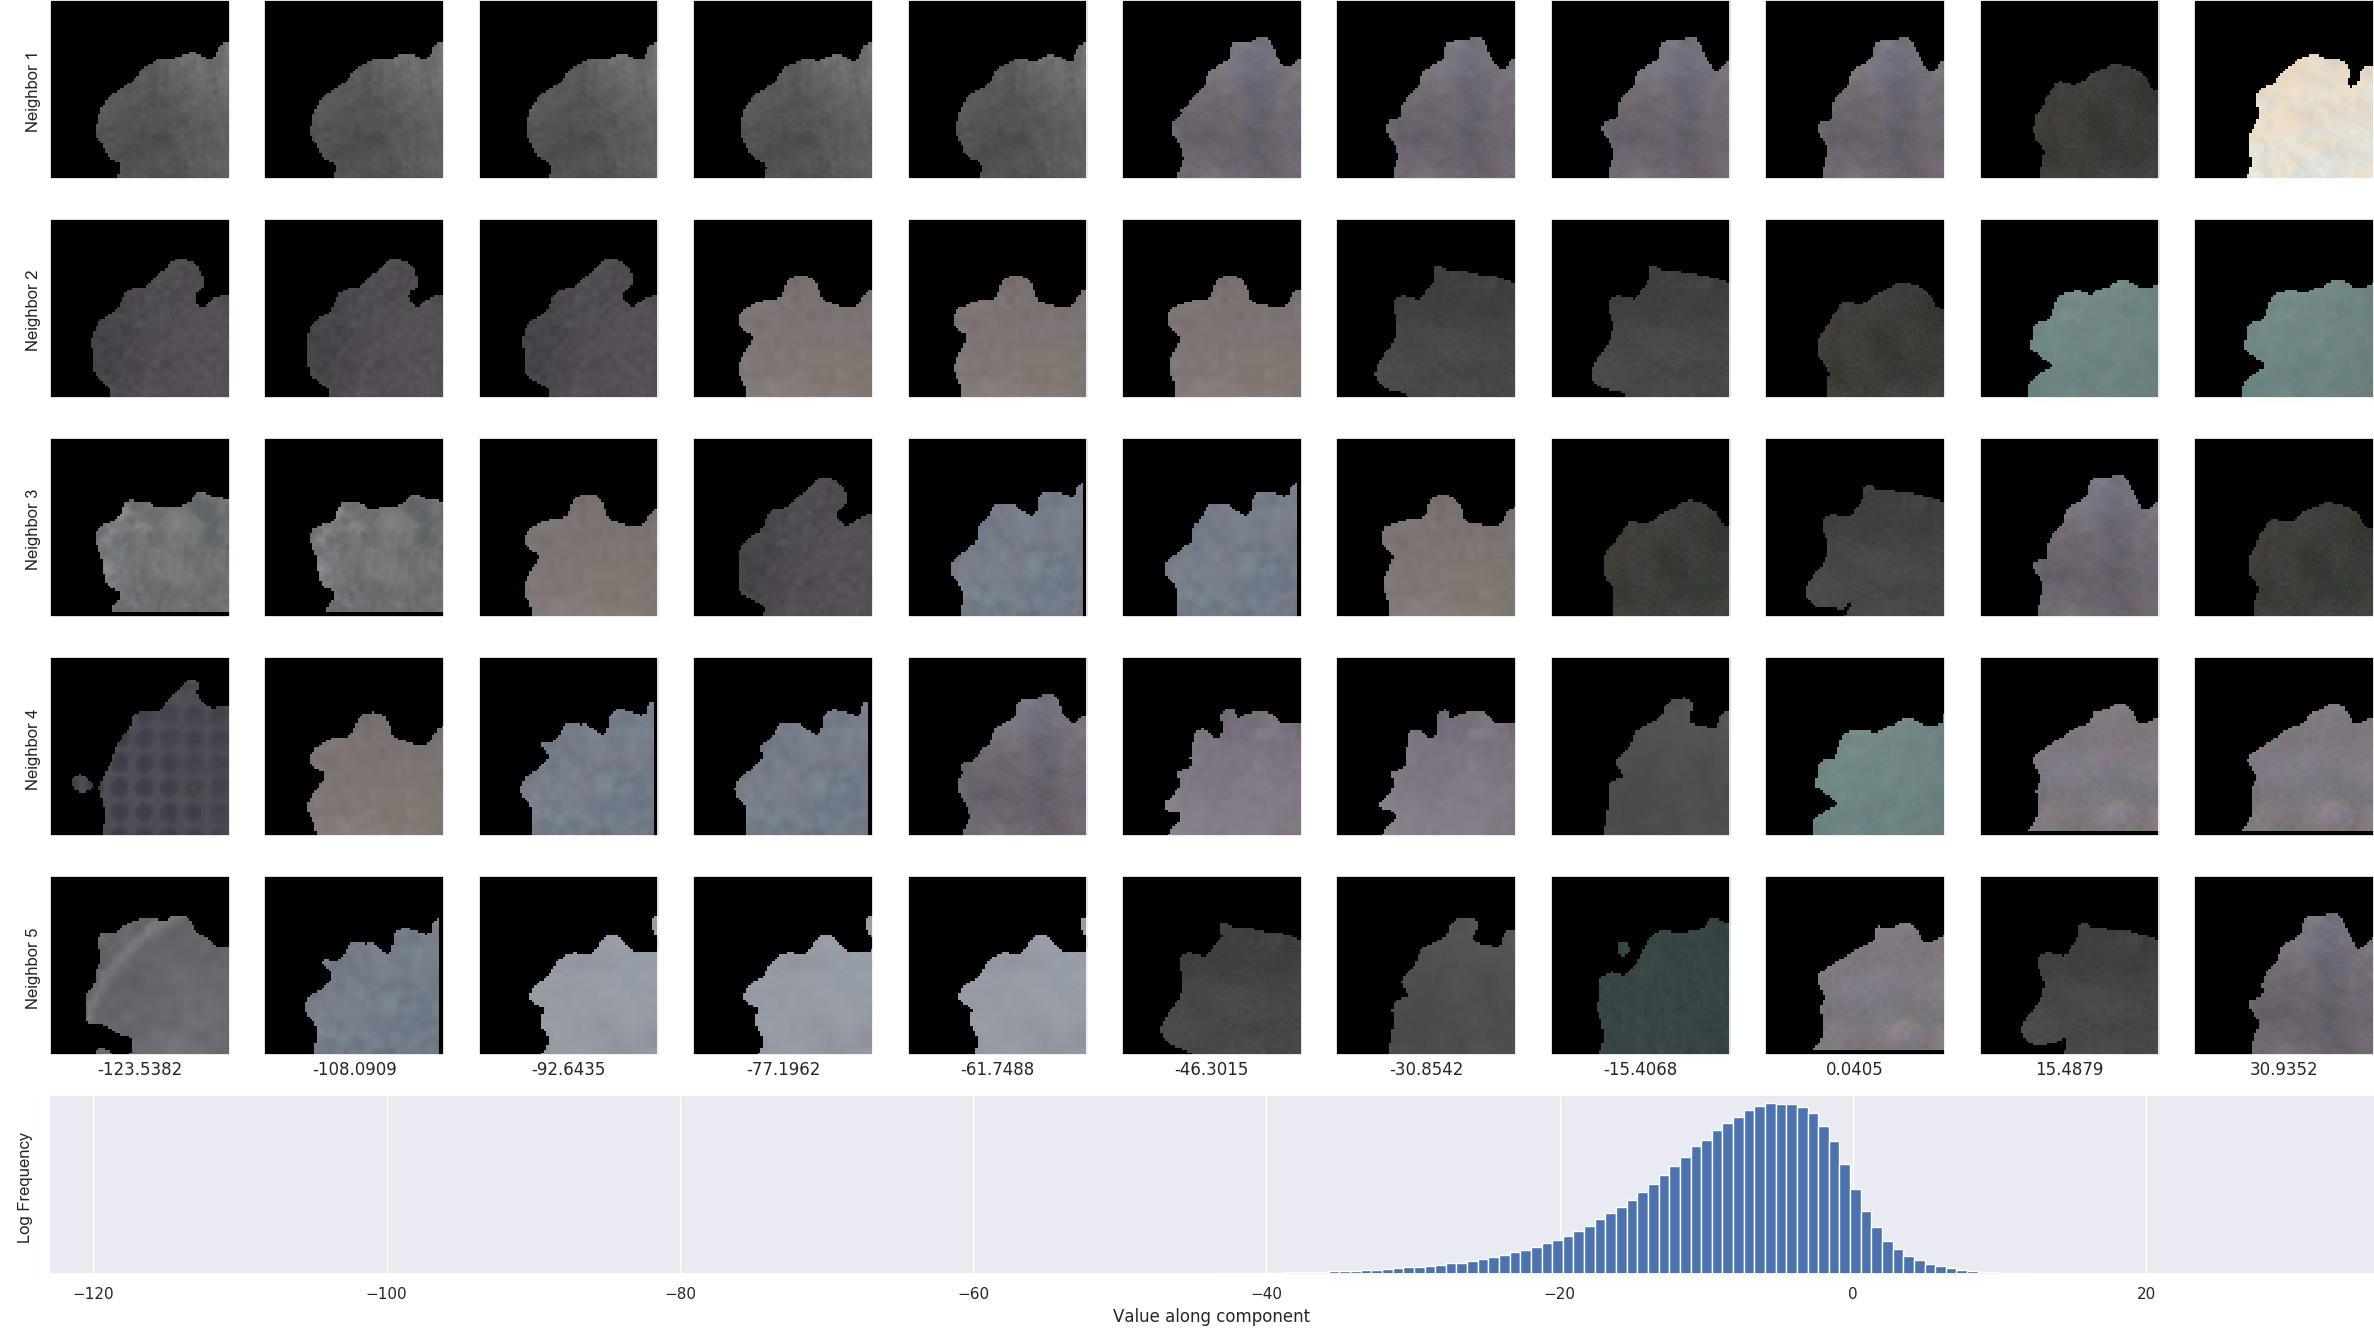 Neighbor 1
Neighbor 2
Neighbor 3
Neighbor 4
Neighbor 5
-123.5382 -108.0909 -92.6435 -77.1962 -61.7488 -46.3015 -30.8542 -15.4068 0.0405 15.4879 30.9352
Log Frequency
−120 −100 −80 −60 −40 −20 0 20
Value along component